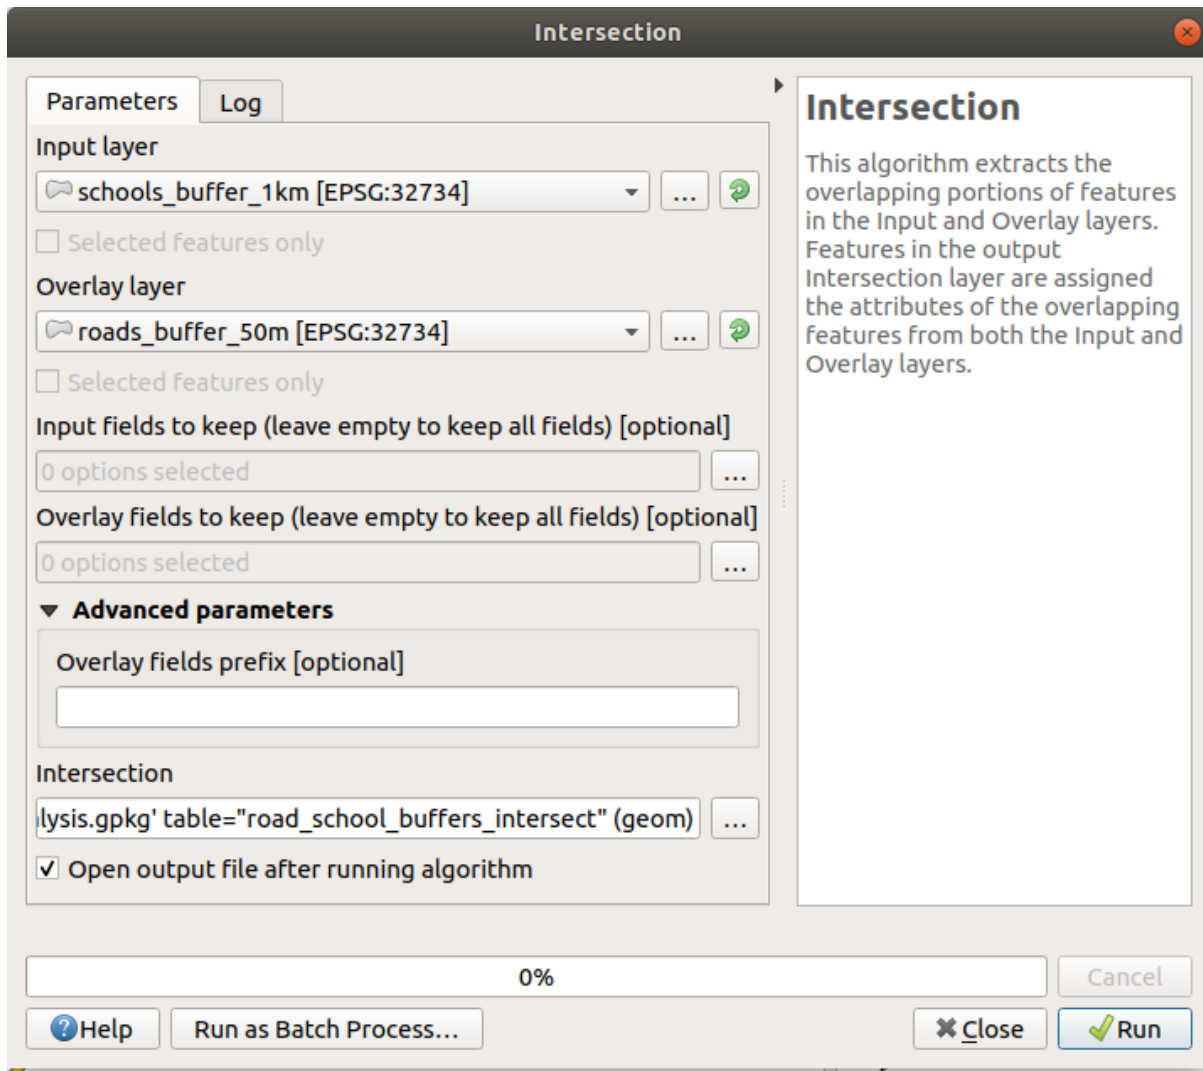 Intersection
Parameters
Log
Input layer
schools_buffer_1km [EPSG:32734]
...
Selected features only
Overlay layer
roads_buffer_50m [EPSG:32734]
...
Selected features only
Input fields to keep (leave empty to keep all fields) [optional]
0 options selected
...
Overlay fields to keep (leave empty to keep all fields) [optional]
0 options selected
...
Advanced parameters
Overlay fields prefix [optional]
Intersection
lysis.gpkg' table="road_school_buffers_intersect" (geom)
...
Open output file after running algorithm
Intersection
This algorithm extracts the
overlapping portions of features
in the Input and Overlay layers.
Features in the output
Intersection layer are assigned
the attributes of the overlapping
features from both the Input and
Overlay layers.
0%
Cancel
Help
Run as Batch Process...
Close
Run